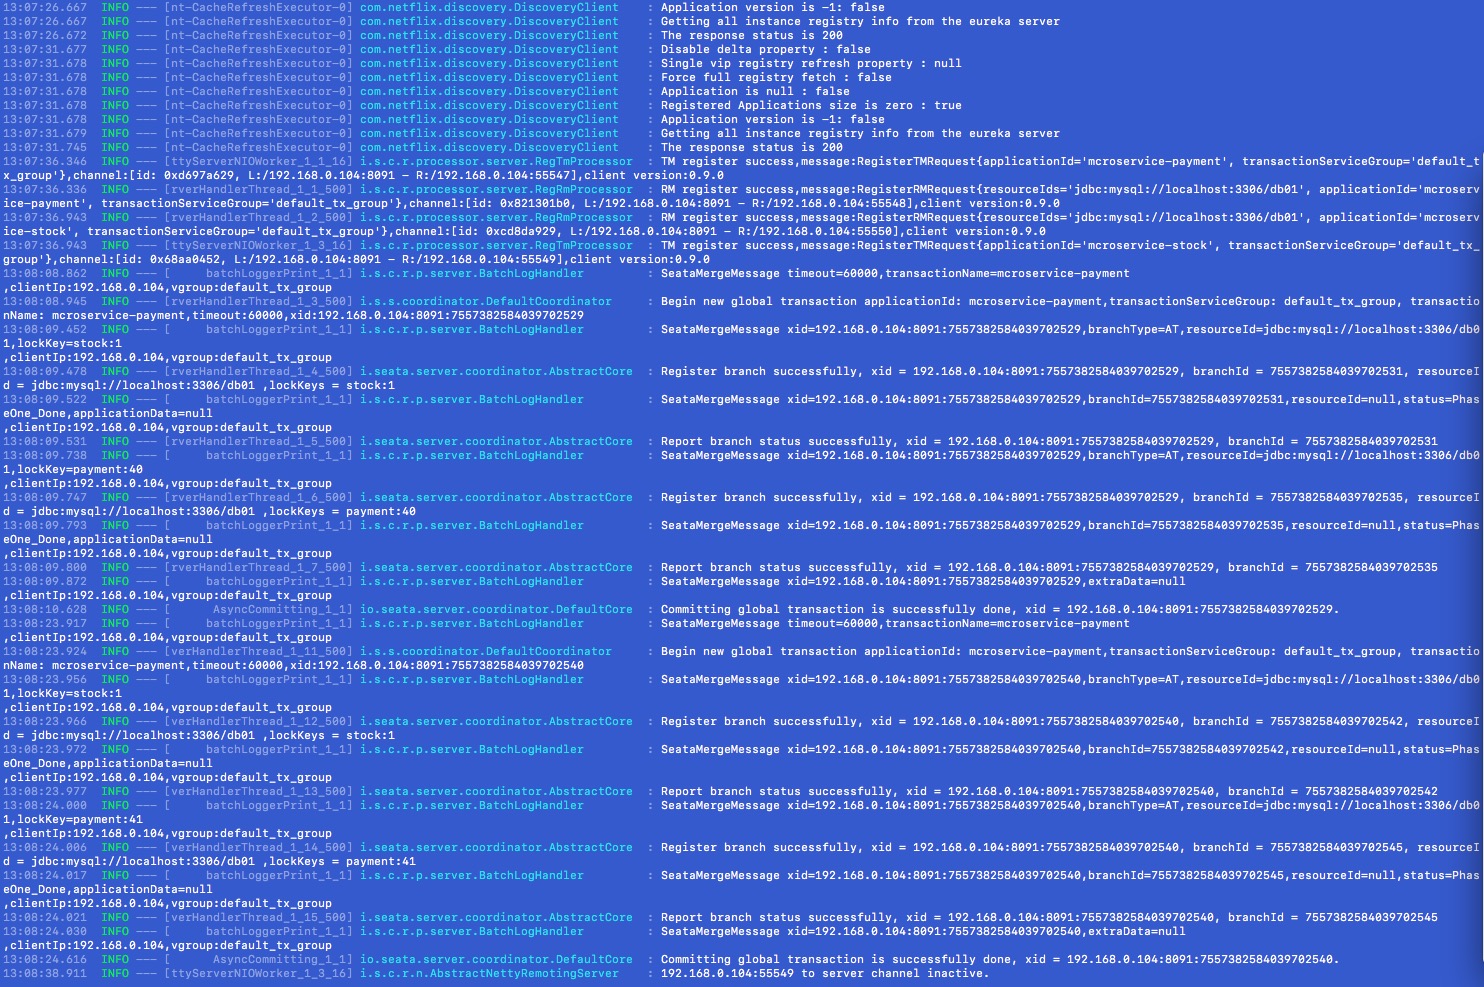 13:07:26.667  INFO --- [nt-CacheRefreshExecutor-0] com.netflix.discovery.DiscoveryClient    : Application version is -1: false
13:07:26.667  INFO --- [nt-CacheRefreshExecutor-0] com.netflix.discovery.DiscoveryClient    : Getting all instance registry info from the eureka server
13:07:26.672  INFO --- [nt-CacheRefreshExecutor-0] com.netflix.discovery.DiscoveryClient    : The response status is 200
13:07:31.677  INFO --- [nt-CacheRefreshExecutor-0] com.netflix.discovery.DiscoveryClient    : Disable delta property : false
13:07:31.678  INFO --- [nt-CacheRefreshExecutor-0] com.netflix.discovery.DiscoveryClient    : Single vip registry refresh property : null
13:07:31.678  INFO --- [nt-CacheRefreshExecutor-0] com.netflix.discovery.DiscoveryClient    : Force full registry fetch : false
13:07:31.678  INFO --- [nt-CacheRefreshExecutor-0] com.netflix.discovery.DiscoveryClient    : Application is null : false
13:07:31.678  INFO --- [nt-CacheRefreshExecutor-0] com.netflix.discovery.DiscoveryClient    : Registered Applications size is zero : true
13:07:31.678  INFO --- [nt-CacheRefreshExecutor-0] com.netflix.discovery.DiscoveryClient    : Application version is -1: false
13:07:31.679  INFO --- [nt-CacheRefreshExecutor-0] com.netflix.discovery.DiscoveryClient    : Getting all instance registry info from the eureka server
13:07:31.745  INFO --- [nt-CacheRefreshExecutor-0] com.netflix.discovery.DiscoveryClient    : The response status is 200
13:07:36.346  INFO --- [ttyServerNIOWorker_1_1_16] i.s.c.r.processor.server.RegTmProcessor  : TM register success,message:RegisterTMRequest{applicationId='mcroservice-payment', transactionServiceGroup='default_t
x_group'},channel:[id: 0xd697a629, L:/192.168.0.104:8091 - R:/192.168.0.104:55547],client version:0.9.0
13:07:36.336  INFO --- [rverHandlerThread_1_1_500] i.s.c.r.processor.server.RegRmProcessor  : RM register success,message:RegisterRMRequest{resourceIds='jdbc:mysql://localhost:3306/db01', applicationId='mcroserv
ice-payment', transactionServiceGroup='default_tx_group'},channel:[id: 0x821301b0, L:/192.168.0.104:8091 - R:/192.168.0.104:55548],client version:0.9.0
13:07:36.943  INFO --- [rverHandlerThread_1_2_500] i.s.c.r.processor.server.RegRmProcessor  : RM register success,message:RegisterRMRequest{resourceIds='jdbc:mysql://localhost:3306/db01', applicationId='mcroserv
ice-stock', transactionServiceGroup='default_tx_group'},channel:[id: 0xcd8da929, L:/192.168.0.104:8091 - R:/192.168.0.104:55550],client version:0.9.0
13:07:36.943  INFO --- [ttyServerNIOWorker_1_3_16] i.s.c.r.processor.server.RegTmProcessor  : TM register success,message:RegisterTMRequest{applicationId='mcroservice-stock', transactionServiceGroup='default_tx_
group'},channel:[id: 0x68aa0452, L:/192.168.0.104:8091 - R:/192.168.0.104:55549],client version:0.9.0
13:08:08.862  INFO --- [     batchLoggerPrint_1_1] i.s.c.r.p.server.BatchLogHandler         : SeataMergeMessage timeout=60000,transactionName=mcroservice-payment
,clientIp:192.168.0.104,vgroup:default_tx_group
13:08:08.945  INFO --- [rverHandlerThread_1_3_500] i.s.s.coordinator.DefaultCoordinator     : Begin new global transaction applicationId: mcroservice-payment,transactionServiceGroup: default_tx_group, transactio
nName: mcroservice-payment,timeout:60000,xid:192.168.0.104:8091:7557382584039702529
13:08:09.452  INFO --- [     batchLoggerPrint_1_1] i.s.c.r.p.server.BatchLogHandler         : SeataMergeMessage xid=192.168.0.104:8091:7557382584039702529,branchType=AT,resourceId=jdbc:mysql://localhost:3306/db0
1,lockKey=stock:1
,clientIp:192.168.0.104,vgroup:default_tx_group
13:08:09.478  INFO --- [rverHandlerThread_1_4_500] i.seata.server.coordinator.AbstractCore  : Register branch successfully, xid = 192.168.0.104:8091:7557382584039702529, branchId = 7557382584039702531, resourceI
d = jdbc:mysql://localhost:3306/db01 ,lockKeys = stock:1
13:08:09.522  INFO --- [     batchLoggerPrint_1_1] i.s.c.r.p.server.BatchLogHandler         : SeataMergeMessage xid=192.168.0.104:8091:7557382584039702529,branchId=7557382584039702531,resourceId=null,status=Phas
eOne_Done,applicationData=null
,clientIp:192.168.0.104,vgroup:default_tx_group
13:08:09.531  INFO --- [rverHandlerThread_1_5_500] i.seata.server.coordinator.AbstractCore  : Report branch status successfully, xid = 192.168.0.104:8091:7557382584039702529, branchId = 7557382584039702531
13:08:09.738  INFO --- [     batchLoggerPrint_1_1] i.s.c.r.p.server.BatchLogHandler         : SeataMergeMessage xid=192.168.0.104:8091:7557382584039702529,branchType=AT,resourceId=jdbc:mysql://localhost:3306/db0
1,lockKey=payment:40
,clientIp:192.168.0.104,vgroup:default_tx_group
13:08:09.747  INFO --- [rverHandlerThread_1_6_500] i.seata.server.coordinator.AbstractCore  : Register branch successfully, xid = 192.168.0.104:8091:7557382584039702529, branchId = 7557382584039702535, resourceI
d = jdbc:mysql://localhost:3306/db01 ,lockKeys = payment:40
13:08:09.793  INFO --- [     batchLoggerPrint_1_1] i.s.c.r.p.server.BatchLogHandler         : SeataMergeMessage xid=192.168.0.104:8091:7557382584039702529,branchId=7557382584039702535,resourceId=null,status=Phas
eOne_Done,applicationData=null
,clientIp:192.168.0.104,vgroup:default_tx_group
13:08:09.800  INFO --- [rverHandlerThread_1_7_500] i.seata.server.coordinator.AbstractCore  : Report branch status successfully, xid = 192.168.0.104:8091:7557382584039702529, branchId = 7557382584039702535
13:08:09.872  INFO --- [     batchLoggerPrint_1_1] i.s.c.r.p.server.BatchLogHandler         : SeataMergeMessage xid=192.168.0.104:8091:7557382584039702529,extraData=null
,clientIp:192.168.0.104,vgroup:default_tx_group
13:08:10.628  INFO --- [      AsyncCommitting_1_1] io.seata.server.coordinator.DefaultCore  : Committing global transaction is successfully done, xid = 192.168.0.104:8091:7557382584039702529.
13:08:23.917  INFO --- [     batchLoggerPrint_1_1] i.s.c.r.p.server.BatchLogHandler         : SeataMergeMessage timeout=60000,transactionName=mcroservice-payment
,clientIp:192.168.0.104,vgroup:default_tx_group
13:08:23.924  INFO --- [verHandlerThread_1_11_500] i.s.s.coordinator.DefaultCoordinator     : Begin new global transaction applicationId: mcroservice-payment,transactionServiceGroup: default_tx_group, transactio
nName: mcroservice-payment,timeout:60000,xid:192.168.0.104:8091:7557382584039702540
13:08:23.956  INFO --- [     batchLoggerPrint_1_1] i.s.c.r.p.server.BatchLogHandler         : SeataMergeMessage xid=192.168.0.104:8091:7557382584039702540,branchType=AT,resourceId=jdbc:mysql://localhost:3306/db0
1,lockKey=stock:1
,clientIp:192.168.0.104,vgroup:default_tx_group
13:08:23.966  INFO --- [verHandlerThread_1_12_500] i.seata.server.coordinator.AbstractCore  : Register branch successfully, xid = 192.168.0.104:8091:7557382584039702540, branchId = 7557382584039702542, resourceI
d = jdbc:mysql://localhost:3306/db01 ,lockKeys = stock:1
13:08:23.972  INFO --- [     batchLoggerPrint_1_1] i.s.c.r.p.server.BatchLogHandler         : SeataMergeMessage xid=192.168.0.104:8091:7557382584039702540,branchId=7557382584039702542,resourceId=null,status=Phas
eOne_Done,applicationData=null
,clientIp:192.168.0.104,vgroup:default_tx_group
13:08:23.977  INFO --- [verHandlerThread_1_13_500] i.seata.server.coordinator.AbstractCore  : Report branch status successfully, xid = 192.168.0.104:8091:7557382584039702540, branchId = 7557382584039702542
13:08:24.000  INFO --- [     batchLoggerPrint_1_1] i.s.c.r.p.server.BatchLogHandler         : SeataMergeMessage xid=192.168.0.104:8091:7557382584039702540,branchType=AT,resourceId=jdbc:mysql://localhost:3306/db0
1,lockKey=payment:41
,clientIp:192.168.0.104,vgroup:default_tx_group
13:08:24.006  INFO --- [verHandlerThread_1_14_500] i.seata.server.coordinator.AbstractCore  : Register branch successfully, xid = 192.168.0.104:8091:7557382584039702540, branchId = 7557382584039702545, resourceI
d = jdbc:mysql://localhost:3306/db01 ,lockKeys = payment:41
13:08:24.017  INFO --- [     batchLoggerPrint_1_1] i.s.c.r.p.server.BatchLogHandler         : SeataMergeMessage xid=192.168.0.104:8091:7557382584039702540,branchId=7557382584039702545,resourceId=null,status=Phas
eOne_Done,applicationData=null
,clientIp:192.168.0.104,vgroup:default_tx_group
13:08:24.021  INFO --- [verHandlerThread_1_15_500] i.seata.server.coordinator.AbstractCore  : Report branch status successfully, xid = 192.168.0.104:8091:7557382584039702540, branchId = 7557382584039702545
13:08:24.030  INFO --- [     batchLoggerPrint_1_1] i.s.c.r.p.server.BatchLogHandler         : SeataMergeMessage xid=192.168.0.104:8091:7557382584039702540,extraData=null
,clientIp:192.168.0.104,vgroup:default_tx_group
13:08:24.616  INFO --- [      AsyncCommitting_1_1] io.seata.server.coordinator.DefaultCore  : Committing global transaction is successfully done, xid = 192.168.0.104:8091:7557382584039702540.
13:08:38.911  INFO --- [ttyServerNIOWorker_1_3_16] i.s.c.r.n.AbstractNettyRemotingServer    : 192.168.0.104:55549 to server channel inactive.